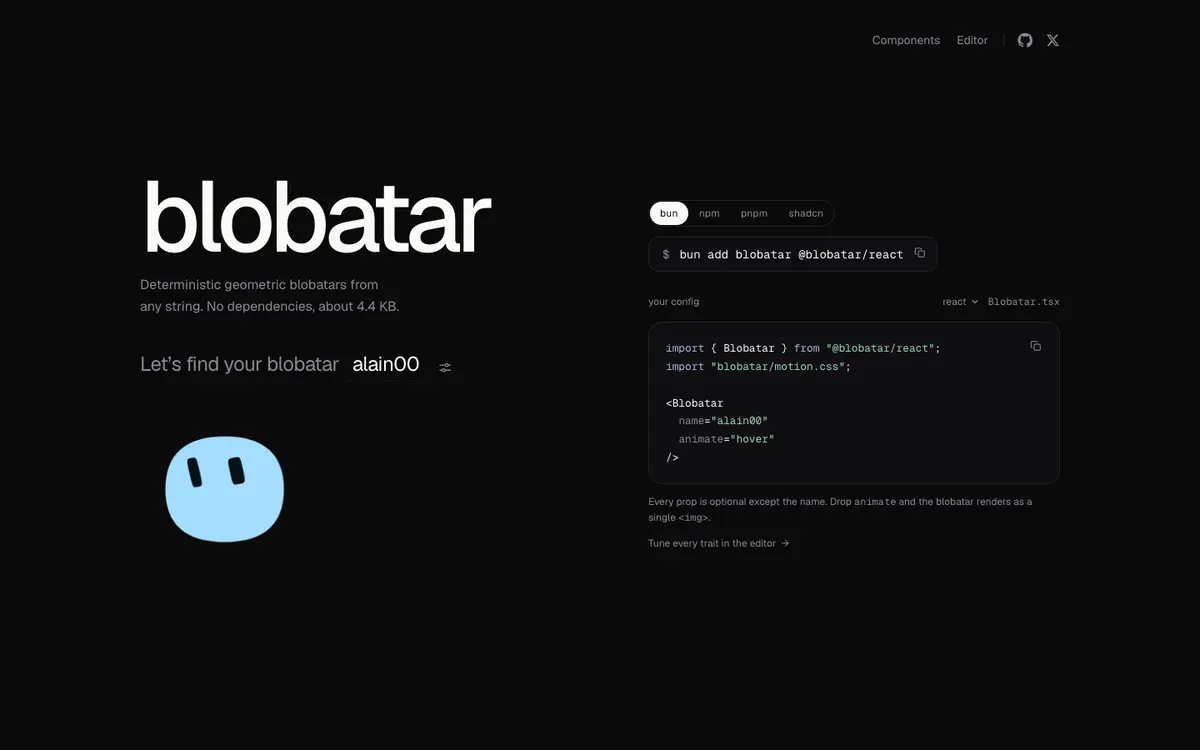 Components Editor
blobatar
Deterministic geometric blobatars from
any string. No dependencies, about 4.4 KB.
Let's find your blobatar alain00
bun npm pnpm shadcn
$ bun add blobatar @blobatar/react
your config react Blobatar.tsx
import { Blobatar } from "@blobatar/react";
import "blobatar/motion.css";
<Blobatar
name="alain00"
animate="hover"
/>
Every prop is optional except the name. Drop animate and the blobatar renders as a
single <img>.
Tune every trait in the editor →